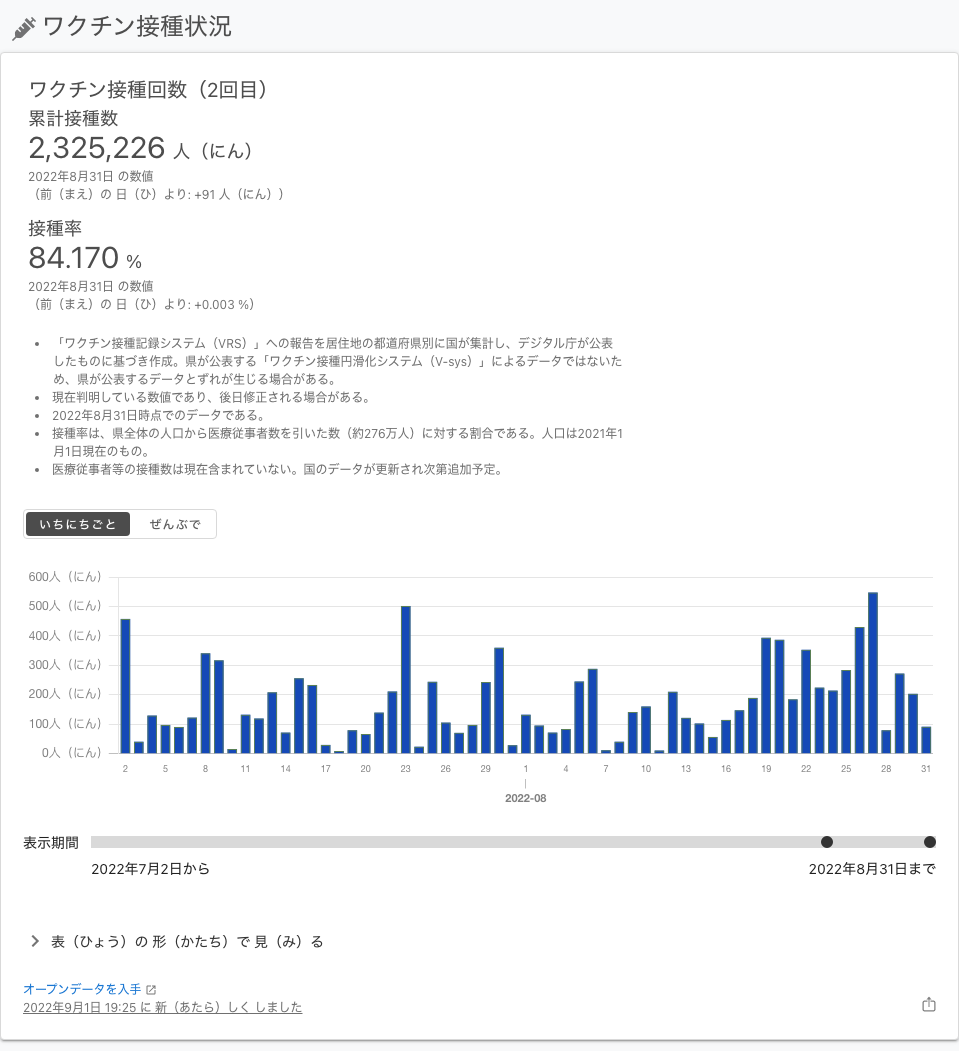 ワクチン接種状況
ワクチン接種回数（2回目）
累計接種数
2,325,226 人（にん）
2022年8月31日 の数値
（前（まえ）の 日（ひ）より: +91 人（にん））
接種率
84.170 %
2022年8月31日 の数値
（前（まえ）の 日（ひ）より: +0.003 %）
• 「ワクチン接種記録システム（VRS）」への報告を居住地の都道府県別に国が集計し、デジタル庁が公表
したものに基づき作成。県が公表する「ワクチン接種円滑化システム（V-sys）」によるデータではないた
め、県が公表するデータとずれが生じる場合がある。
• 現在判明している数値であり、後日修正される場合がある。
• 2022年8月31日時点でのデータである。
• 接種率は、県全体の人口から医療従事者数を引いた数（約276万人）に対する割合である。人口は2021年1
月1日現在のもの。
• 医療従事者等の接種数は現在含まれていない。国のデータが更新され次第追加予定。
いちにちごと ぜんぶで
600人（にん）
500人（にん）
400人（にん）
300人（にん）
200人（にん）
100人（にん）
0人（にん）
2 5 8 11 14 17 20 23 26 29 1 4 7 10 13 16 19 22 25 28 31
2022-08
表示期間
2022年7月2日から 2022年8月31日まで
表（ひょう）の 形（かたち）で 見（み）る
オープンデータを入手
2022年9月1日 19:25 に 新（あたら）しく しました